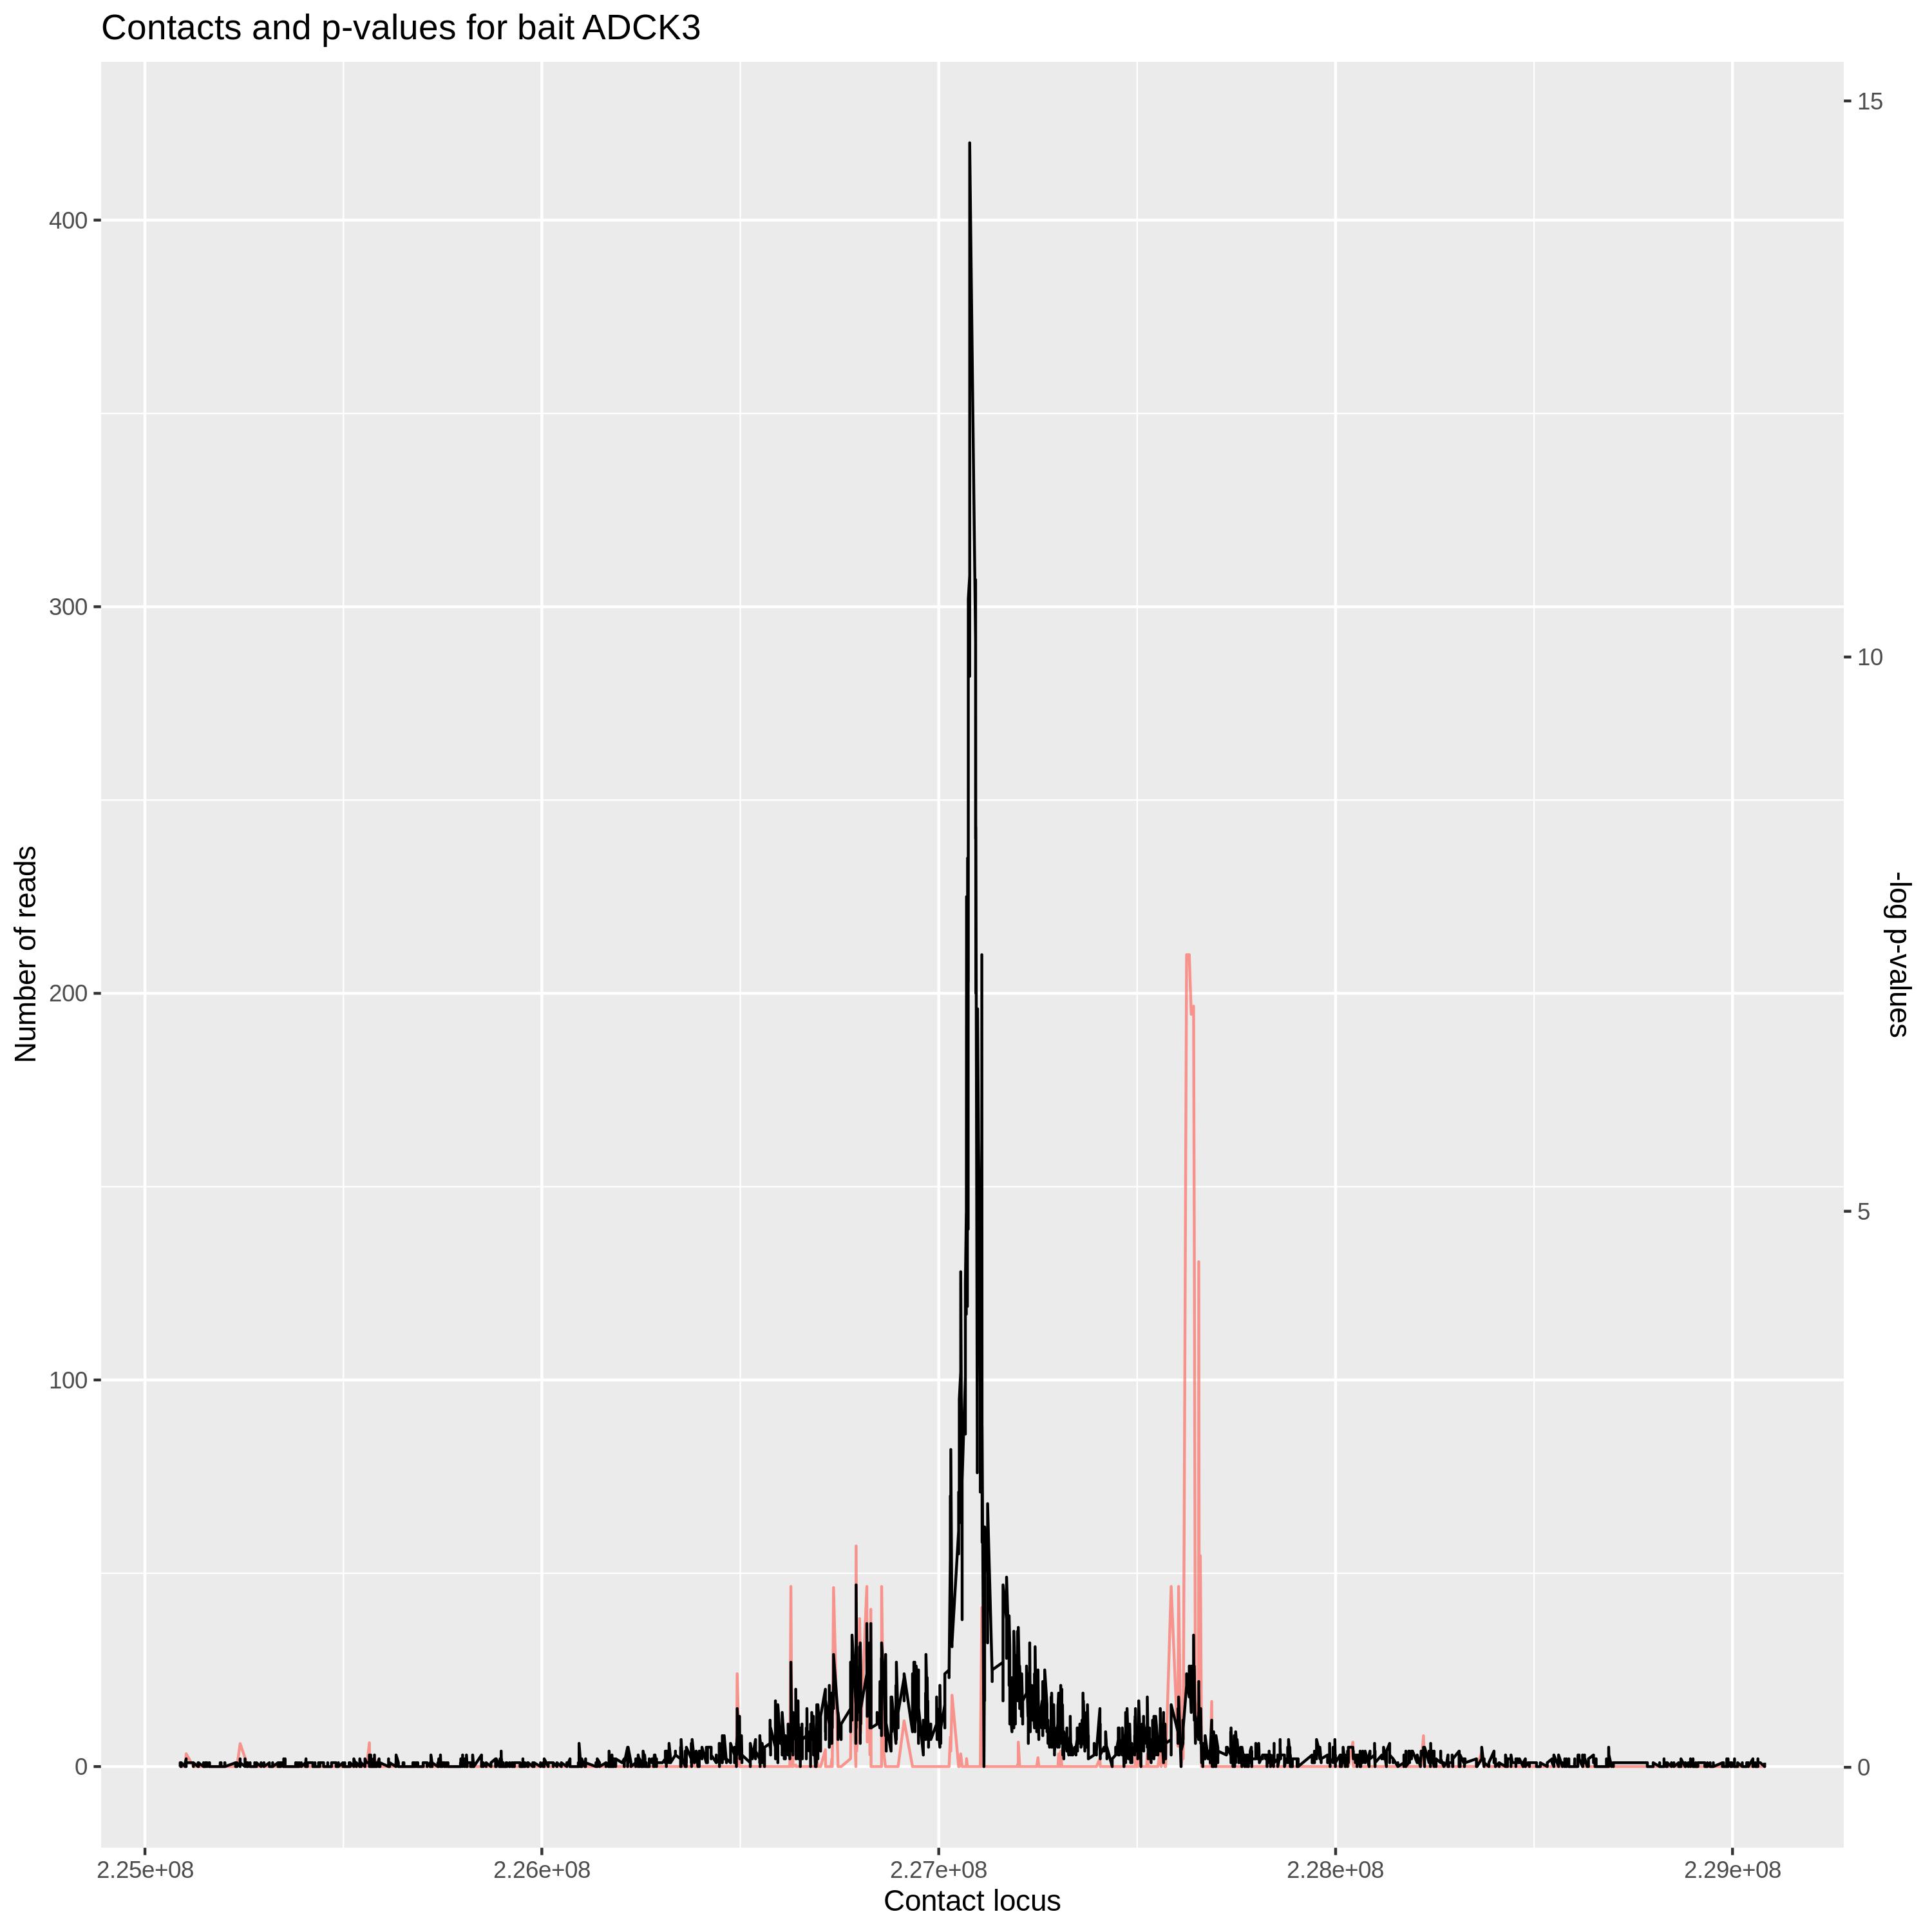 Contacts and p-values for bait ADCK3
Number of reads
400
300
200
100
0
15
10
5
0
-log p-values
2.25e+08
2.26e+08
2.27e+08
2.28e+08
2.29e+08
Contact locus